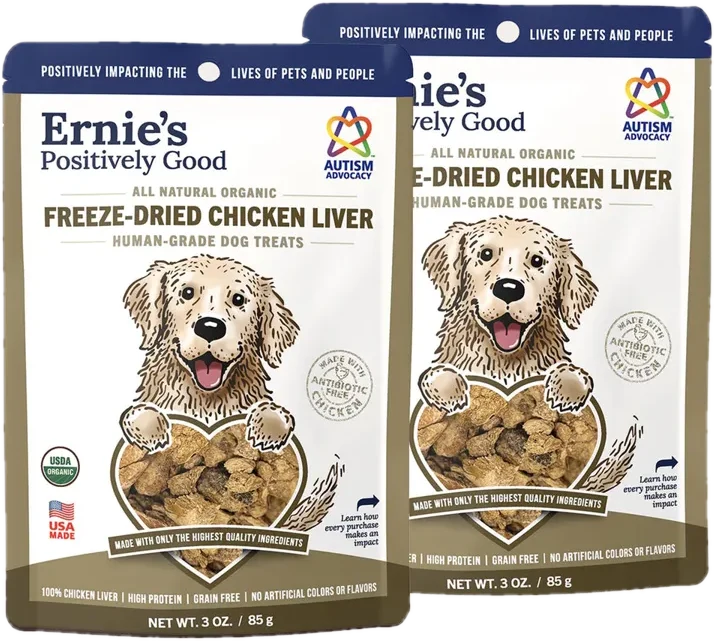 POSITIVELY IMPACTING THE LIVES OF PETS AND PEOPLE
Ernie's
Positively Good
AUTISM
ADVOCACY
ALL NATURAL ORGANIC
FREEZE-DRIED CHICKEN LIVER
HUMAN-GRADE DOG TREATS
MADE WITH
ANTIBIOTIC
FREE
CHICKEN
USDA
ORGANIC
USA
MADE
Learn how
every purchase
makes an
impact
MADE WITH ONLY THE HIGHEST QUALITY INGREDIENTS
100% CHICKEN LIVER | HIGH PROTEIN | GRAIN FREE | NO ARTIFICIAL COLORS OR FLAVORS
NET WT. 3 OZ. / 85 g
POSITIVELY IMPACTING THE LIVES OF PETS AND PEOPLE
nie's
vely Good
AUTISM
ADVOCACY
ALL NATURAL ORGANIC
E-DRIED CHICKEN LIVER
HUMAN-GRADE DOG TREATS
MADE WITH
ANTIBIOTIC
FREE
CHICKEN
Learn how
every purchase
makes an
impact
MADE WITH ONLY THE HIGHEST QUALITY INGREDIENTS
ER | HIGH PROTEIN | GRAIN FREE | NO ARTIFICIAL COLORS OR FLAVORS
NET WT. 3 OZ. / 85 g